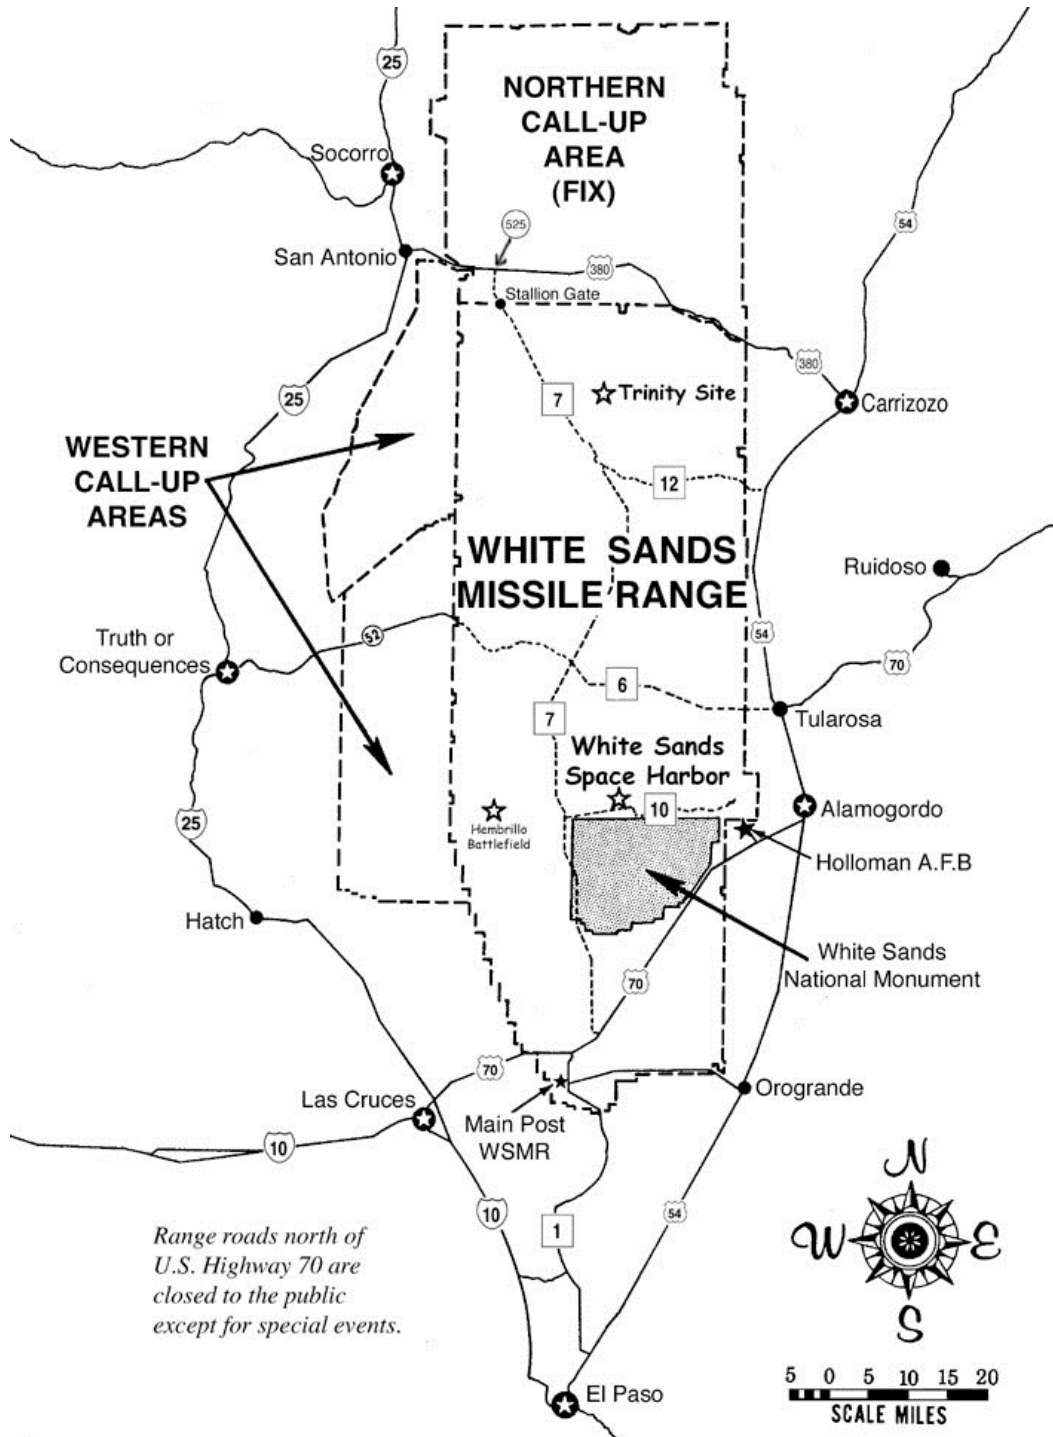 25
NORTHERN
CALL-UP
AREA
(FIX)
Socorro
525
54
San Antonio
380
Stallion Gate
380
25
7
Trinity Site
Carrizozo
WESTERN
CALL-UP
AREAS
12
WHITE SANDS
MISSILE RANGE
Ruidoso
Truth or
Consequences
52
54
70
6
7
Tularosa
White Sands
Space Harbor
10
Alamogordo
25
Hembrillo
Battlefield
Holloman A.F.B
Hatch
White Sands
National Monument
70
70
Las Cruces
Orogrande
Main Post
WSMR
10
10
1
54
N
W
E
S
Range roads north of
U.S. Highway 70 are
closed to the public
except for special events.
El Paso
5 0 5 10 15 20
SCALE MILES